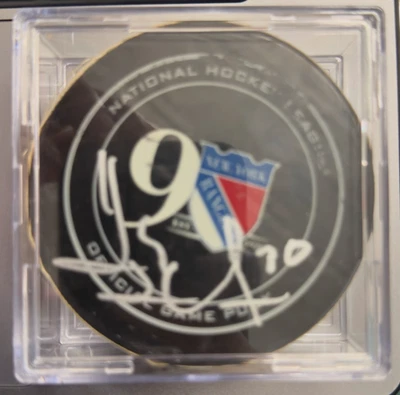 NATIONAL HOCKEY LEAGUE
90
NEW YORK
RANGERS
70
OFFICIAL GAME PUCK